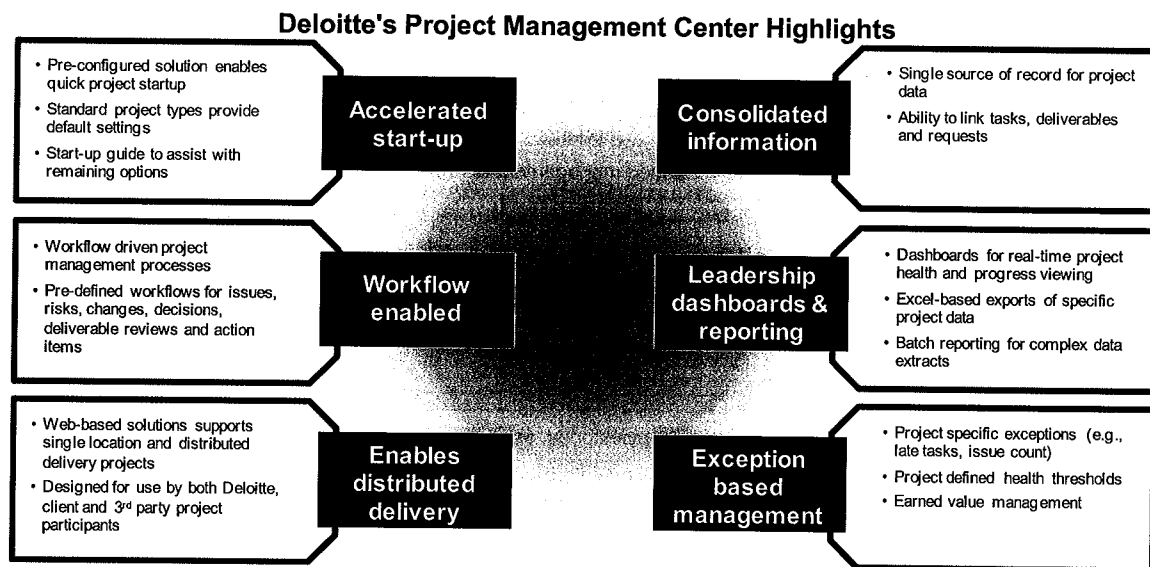 Deloitte's Project Management Center Highlights
• Pre-configured solution enables
quick project startup
• Standard project types provide
default settings
• Start-up guide to assist with
remaining options
Accelerated
start-up
Consolidated
information
• Single source of record for project
data
• Ability to link tasks, deliverables
and requests
• Workflow driven project
management processes
• Pre-defined workflows for issues,
risks, changes, decisions,
deliverable reviews and action
items
Workflow
enabled
Leadership
dashboards &
reporting
• Dashboards for real-time project
health and progress viewing
• Excel-based exports of specific
project data
• Batch reporting for complex data
extracts
• Web-based solutions supports
single location and distributed
delivery projects
• Designed for use by both Deloitte,
client and 3rd party project
participants
Enables
distributed
delivery
Exception
based
management
• Project specific exceptions (e.g.,
late tasks, issue count)
• Project defined health thresholds
• Earned value management